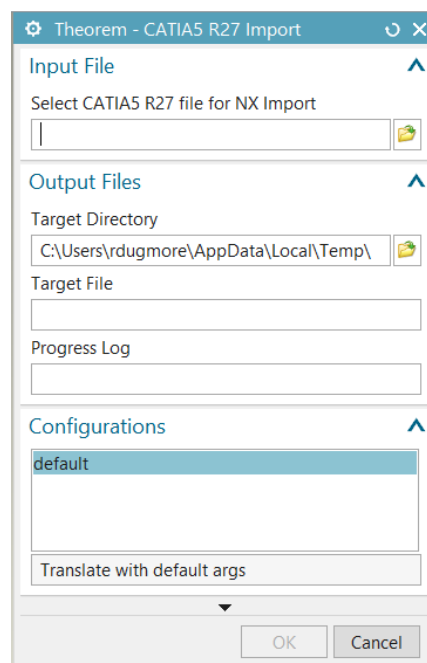 Theorem - CATIA5 R27 Import
Input File
Select CATIA5 R27 file for NX Import
Output Files
Target Directory
C:\Users\rdugmore\AppData\Local\Temp\
Target File
Progress Log
Configurations
default
Translate with default args
OK Cancel